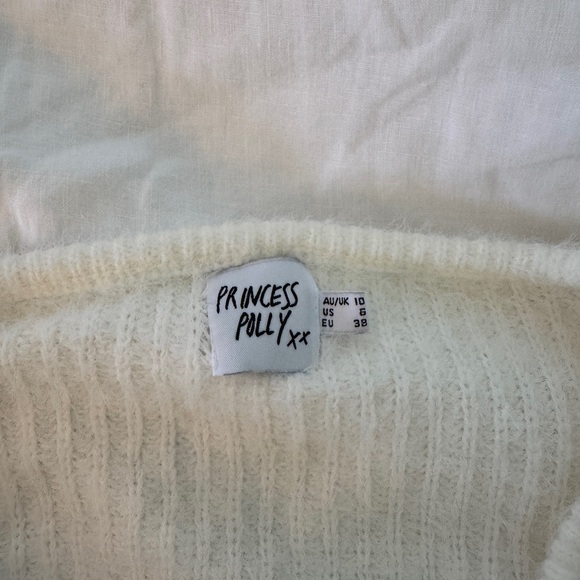 PRINCESS
POLLY xx
AU/UK 10
US 6
EU 38